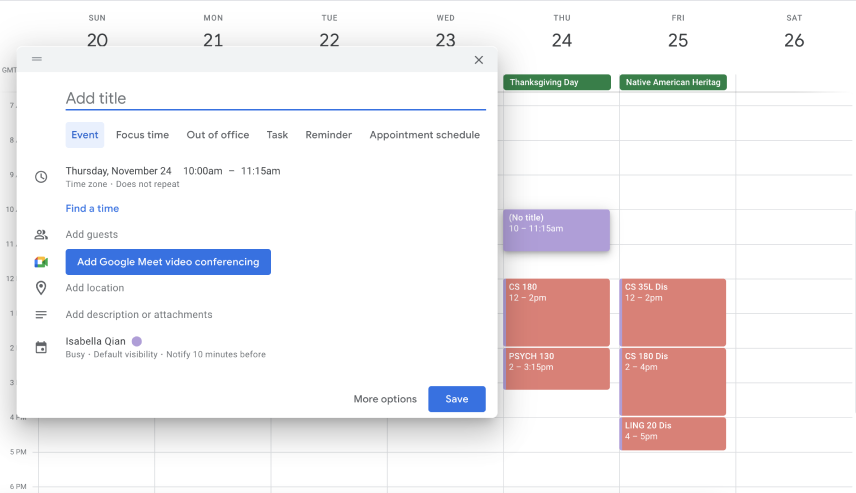 SUN MON TUE WED THU FRI SAT
20 21 22 23 24 25 26
GMT
Thanksgiving Day
Native American Heritag
Add title
Event Focus time Out of office Task Reminder Appointment schedule
Thursday, November 24 10:00am – 11:15am
Time zone · Does not repeat
Find a time
Add guests
Add Google Meet video conferencing
Add location
Add description or attachments
Isabella Qian
Busy · Default visibility · Notify 10 minutes before
More options Save
7
8
9
10
11
12
1
2
3
4 PM
5 PM
6 PM
(No title)
10 – 11:15am
CS 180
12 – 2pm
PSYCH 130
2 – 3:15pm
CS 35L Dis
12 – 2pm
CS 180 Dis
2 – 4pm
LING 20 Dis
4 – 5pm